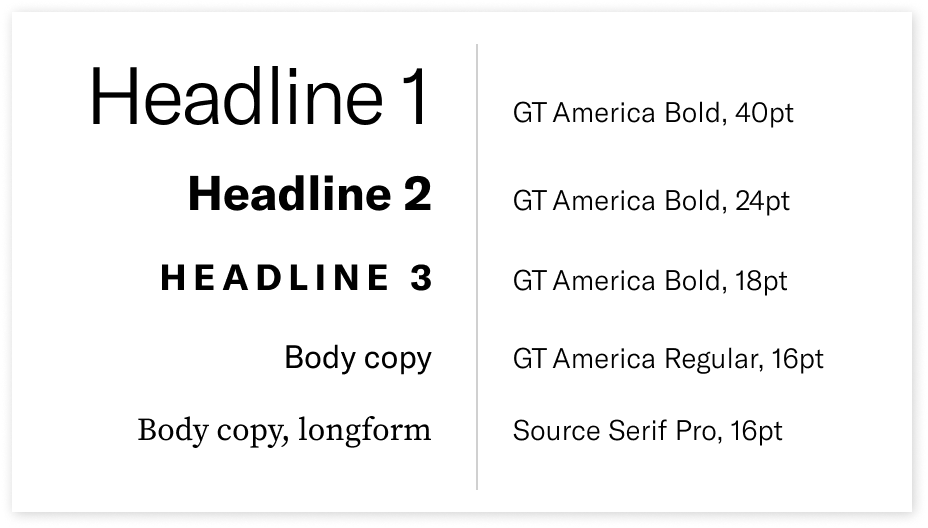 Headline 1
GT America Bold, 40pt
Headline 2
GT America Bold, 24pt
HEADLINE 3
GT America Bold, 18pt
Body copy
GT America Regular, 16pt
Body copy, longform
Source Serif Pro, 16pt